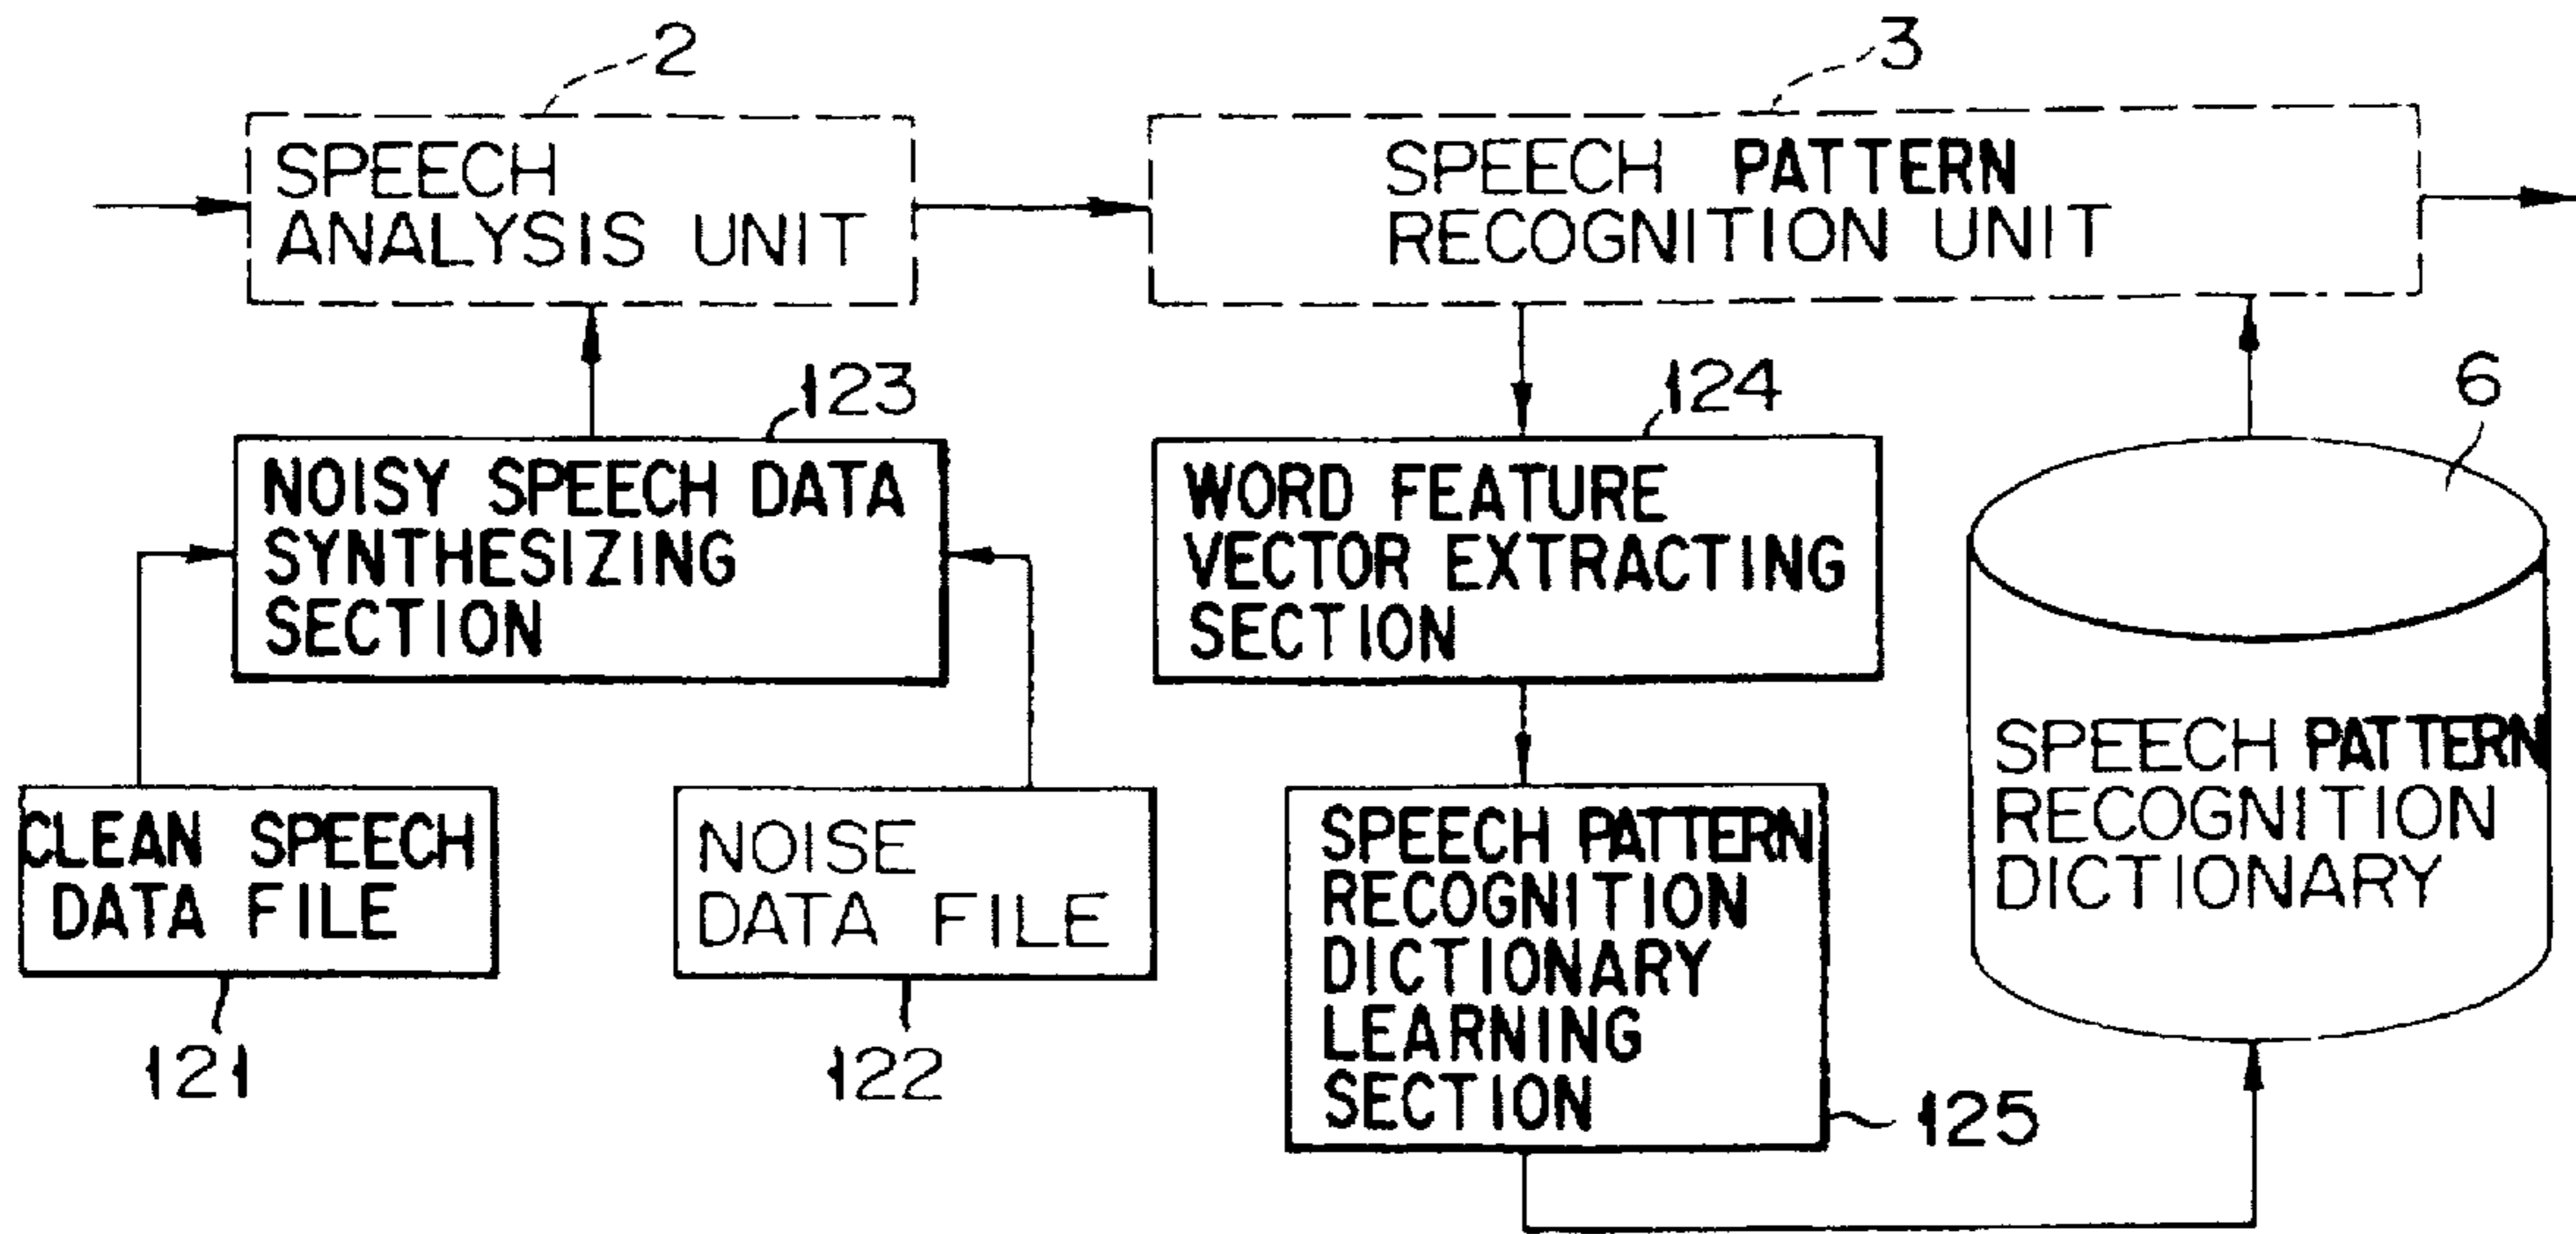 2
3
SPEECH
ANALYSIS UNIT
SPEECH PATTERN
RECOGNITION UNIT
123
124
6
NOISY SPEECH DATA
SYNTHESIZING
SECTION
WORD FEATURE
VECTOR EXTRACTING
SECTION
CLEAN SPEECH
DATA FILE
NOISE
DATA FILE
SPEECH PATTERN
RECOGNITION
DICTIONARY
LEARNING
SECTION
SPEECH PATTERN
RECOGNITION
DICTIONARY
121
122
125